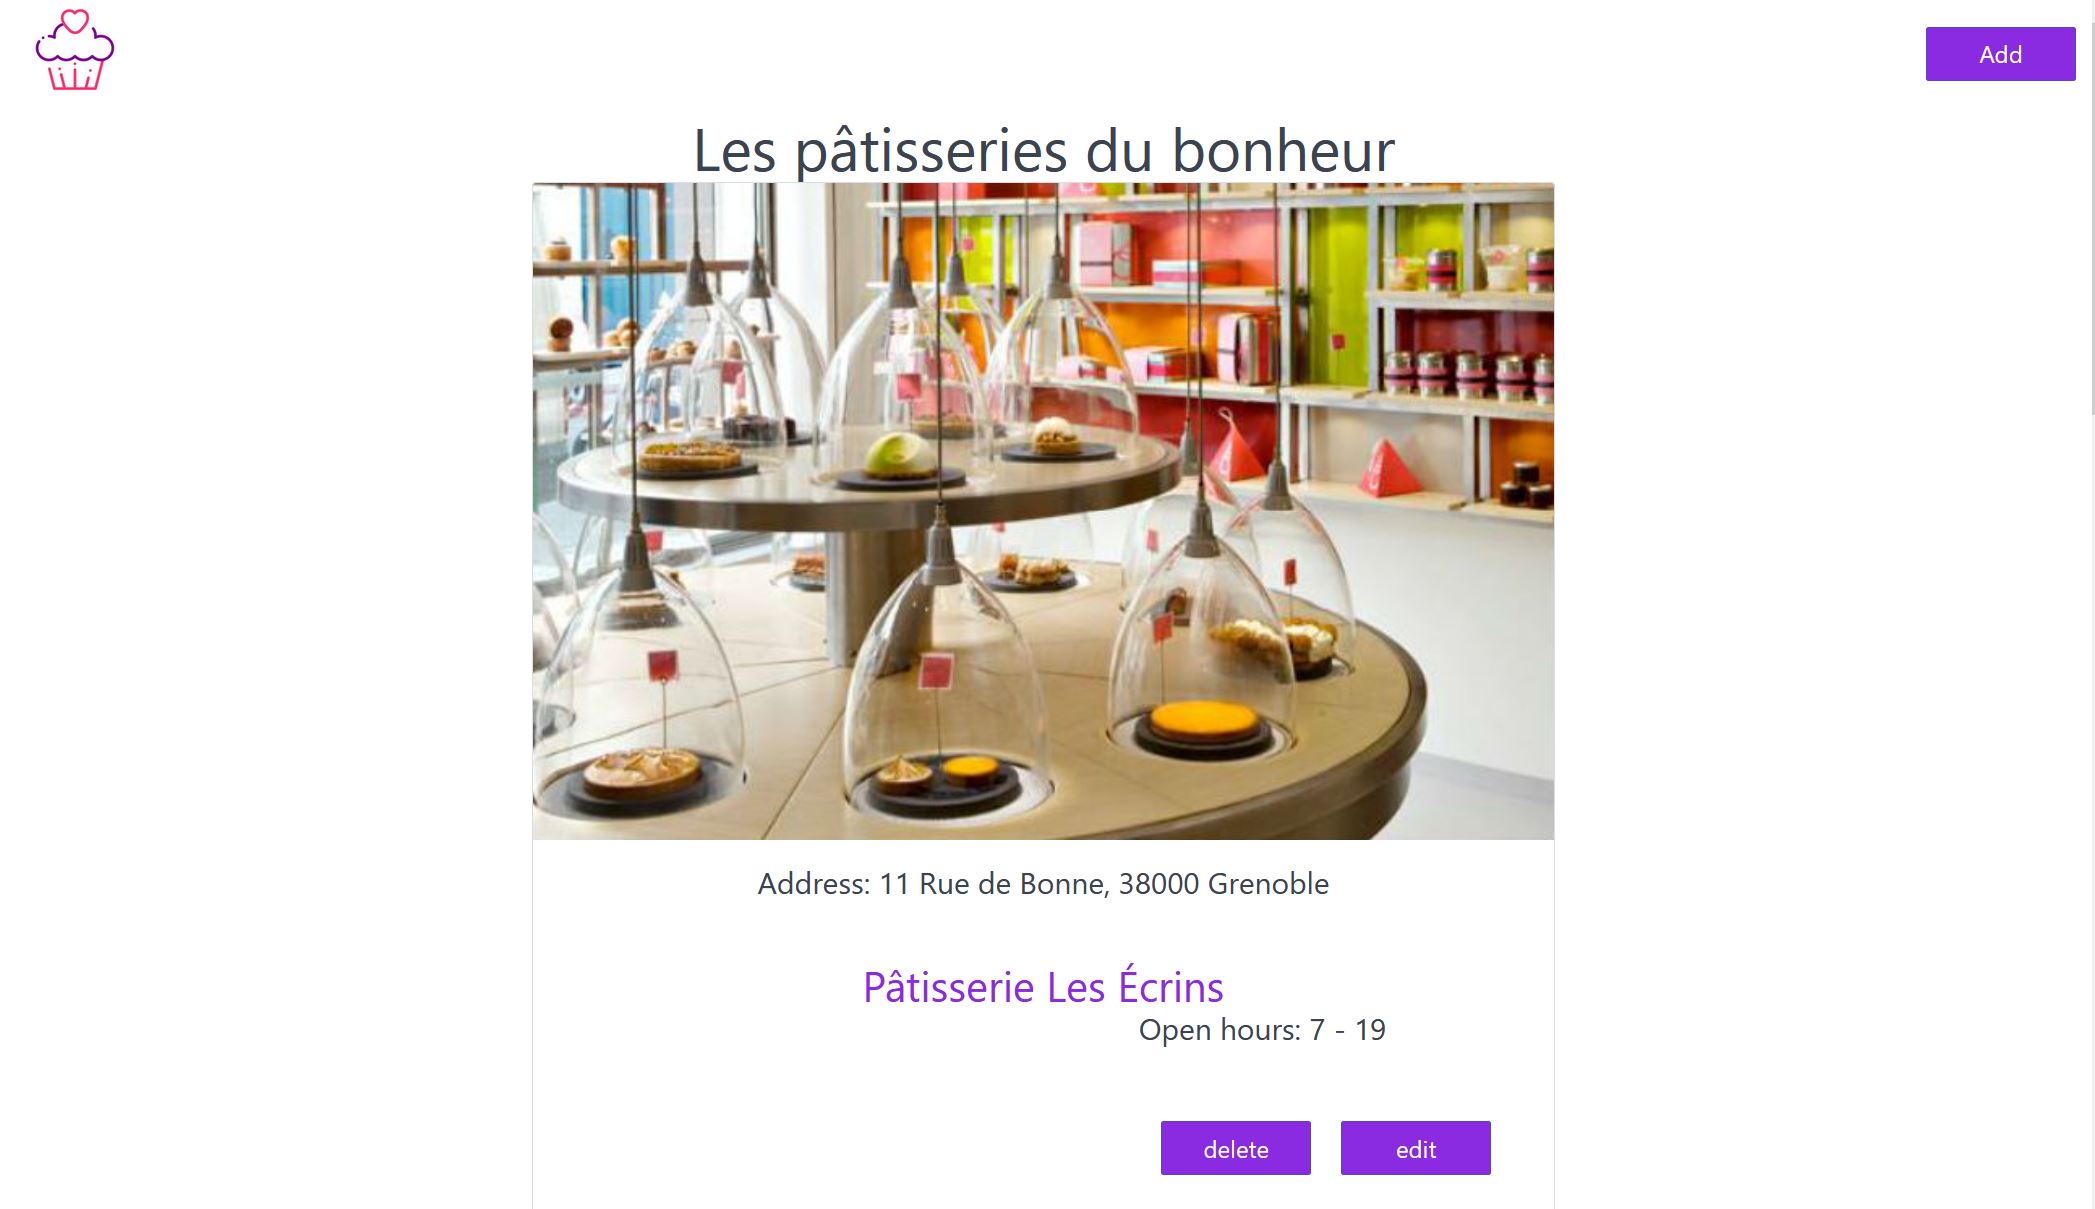 Add
Les pâtisseries du bonheur
Address: 11 Rue de Bonne, 38000 Grenoble
Pâtisserie Les Écrins
Open hours: 7 - 19
delete
edit